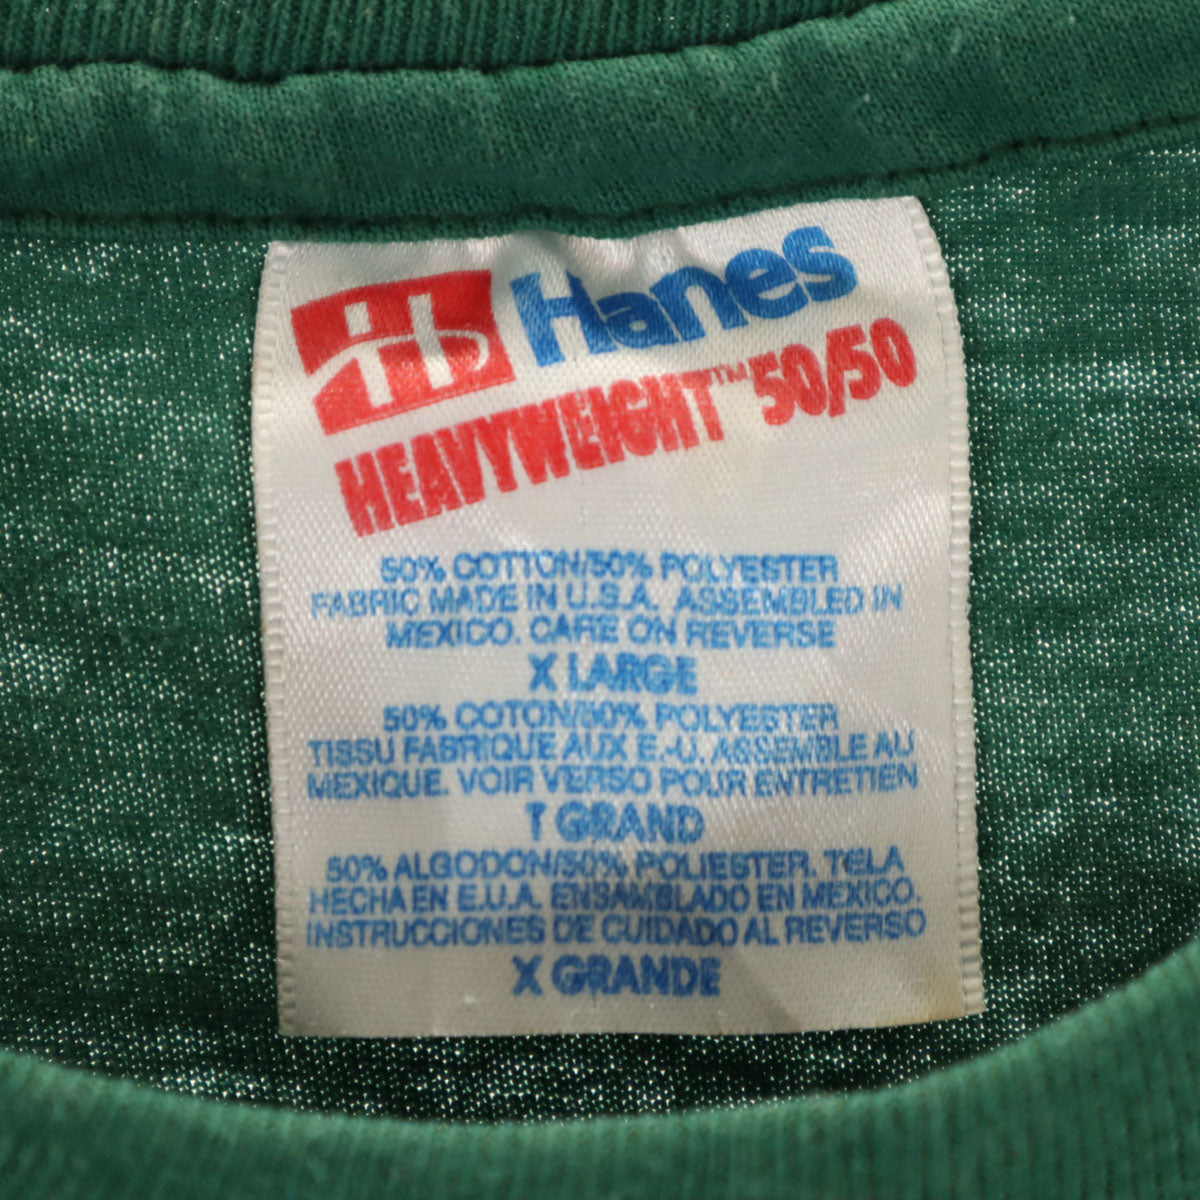 hb Hanes
HEAVYWEIGHT™ 50/50
50% COTTON/50% POLYESTER
FABRIC MADE IN U.S.A. ASSEMBLED IN
MEXICO. CARE ON REVERSE
X LARGE
50% COTON/50% POLYESTER
TISSU FABRIQUE AUX E.-U. ASSEMBLE AU
MEXIQUE. VOIR VERSO POUR ENTRETIEN
T GRAND
50% ALGODON/50% POLIESTER. TELA
HECHA EN E.U.A. ENSAMBLADO EN MEXICO.
INSTRUCCIONES DE CUIDADO AL REVERSO
X GRANDE